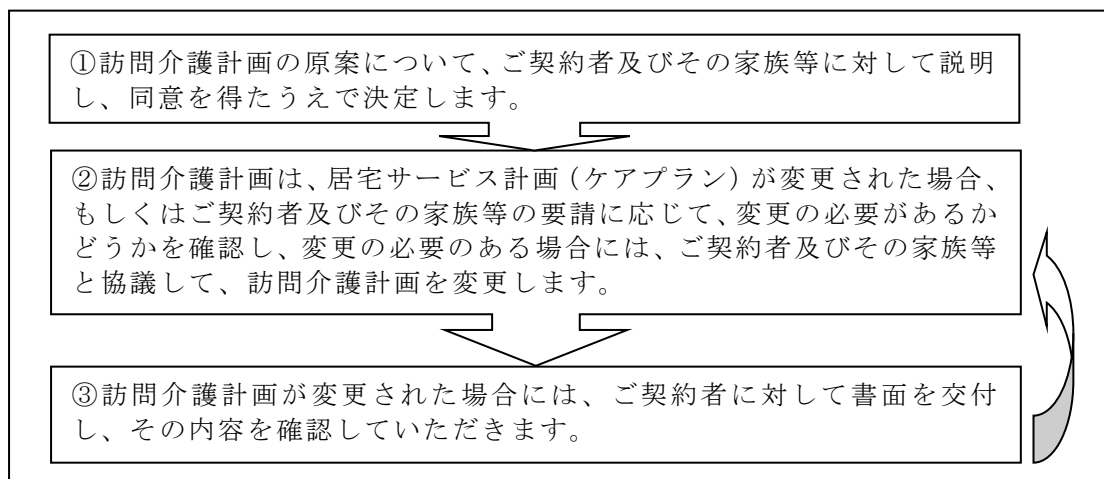 ①訪問介護計画の原案について、ご契約者及びその家族等に対して説明
し、同意を得たうえで決定します。
②訪問介護計画は、居宅サービス計画（ケアプラン）が変更された場合、
もしくはご契約者及びその家族等の要請に応じて、変更の必要があるか
どうかを確認し、変更の必要のある場合には、ご契約者及びその家族等
と協議して、訪問介護計画を変更します。
③訪問介護計画が変更された場合には、ご契約者に対して書面を交付
し、その内容を確認していただきます。